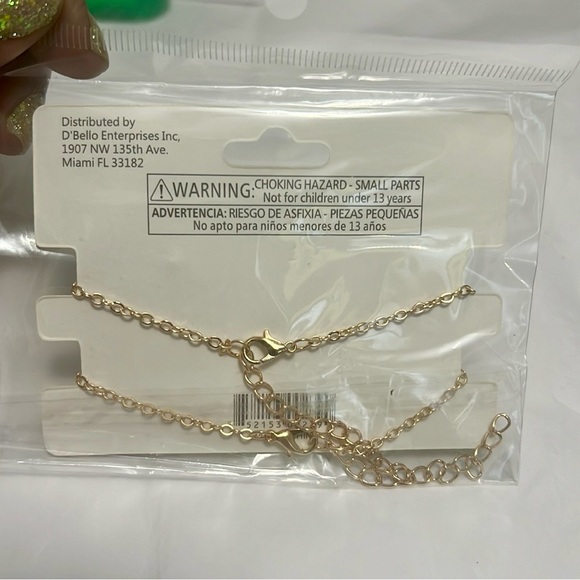 Distributed by
D'Bello Enterprises Inc,
1907 NW 135th Ave.
Miami FL 33182
WARNING: CHOKING HAZARD - SMALL PARTS
Not for children under 13 years
ADVERTENCIA: RIESGO DE ASFIXIA - PIEZAS PEQUEÑAS
No apto para niños menores de 13 años